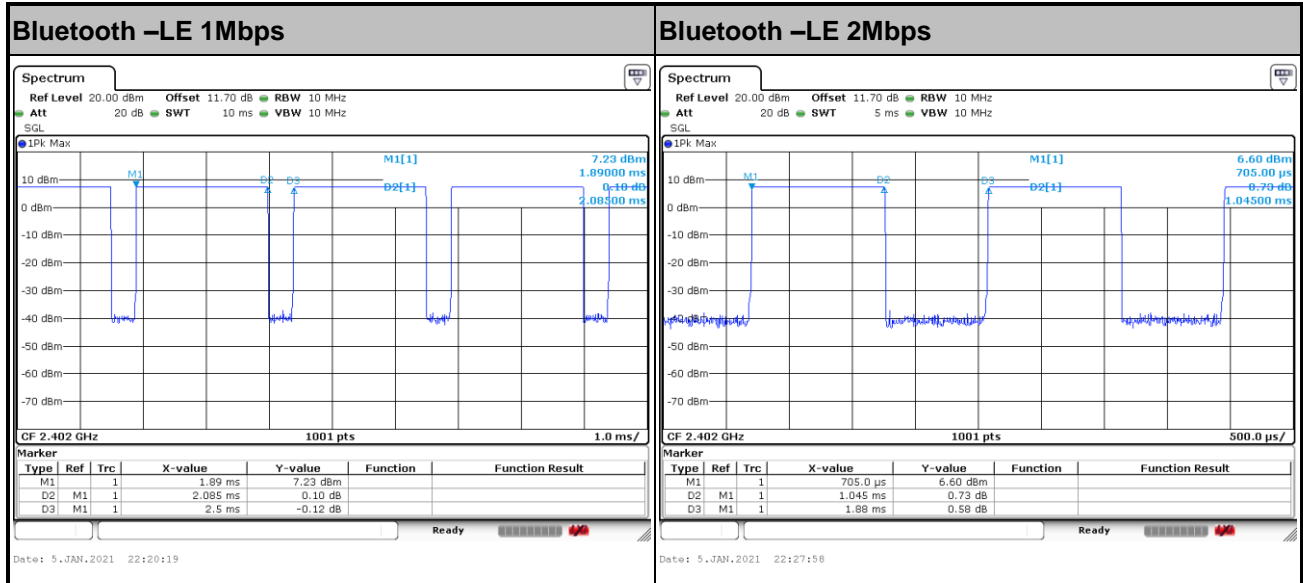 Bluetooth –LE 1Mbps
Spectrum
Ref Level 20.00 dBm Offset 11.70 dB RBW 10 MHz
Att 20 dB SWT 10 ms VBW 10 MHz
SGL
1Pk Max
M1[1] 7.23 dBm
1.89000 ms
D2[1] 0.10 dB
2.08500 ms
M1
D2
D3
10 dBm
0 dBm
-10 dBm
-20 dBm
-30 dBm
-40 dBm
-50 dBm
-60 dBm
-70 dBm
CF 2.402 GHz 1001 pts 1.0 ms/
Marker
Type Ref Trc X-value Y-value Function Function Result
M1 1 1.89 ms 7.23 dBm
D2 M1 1 2.085 ms 0.10 dB
D3 M1 1 2.5 ms -0.12 dB
Ready
Date: 5.JAN.2021 22:20:19
Bluetooth –LE 2Mbps
Spectrum
Ref Level 20.00 dBm Offset 11.70 dB RBW 10 MHz
Att 20 dB SWT 5 ms VBW 10 MHz
SGL
1Pk Max
M1[1] 6.60 dBm
705.00 µs
D2[1] 0.73 dB
1.04500 ms
M1
D2
D3
10 dBm
0 dBm
-10 dBm
-20 dBm
-30 dBm
-40 dBm
-50 dBm
-60 dBm
-70 dBm
CF 2.402 GHz 1001 pts 500.0 µs/
Marker
Type Ref Trc X-value Y-value Function Function Result
M1 1 705.0 µs 6.60 dBm
D2 M1 1 1.045 ms 0.73 dB
D3 M1 1 1.88 ms 0.58 dB
Ready
Date: 5.JAN.2021 22:27:58